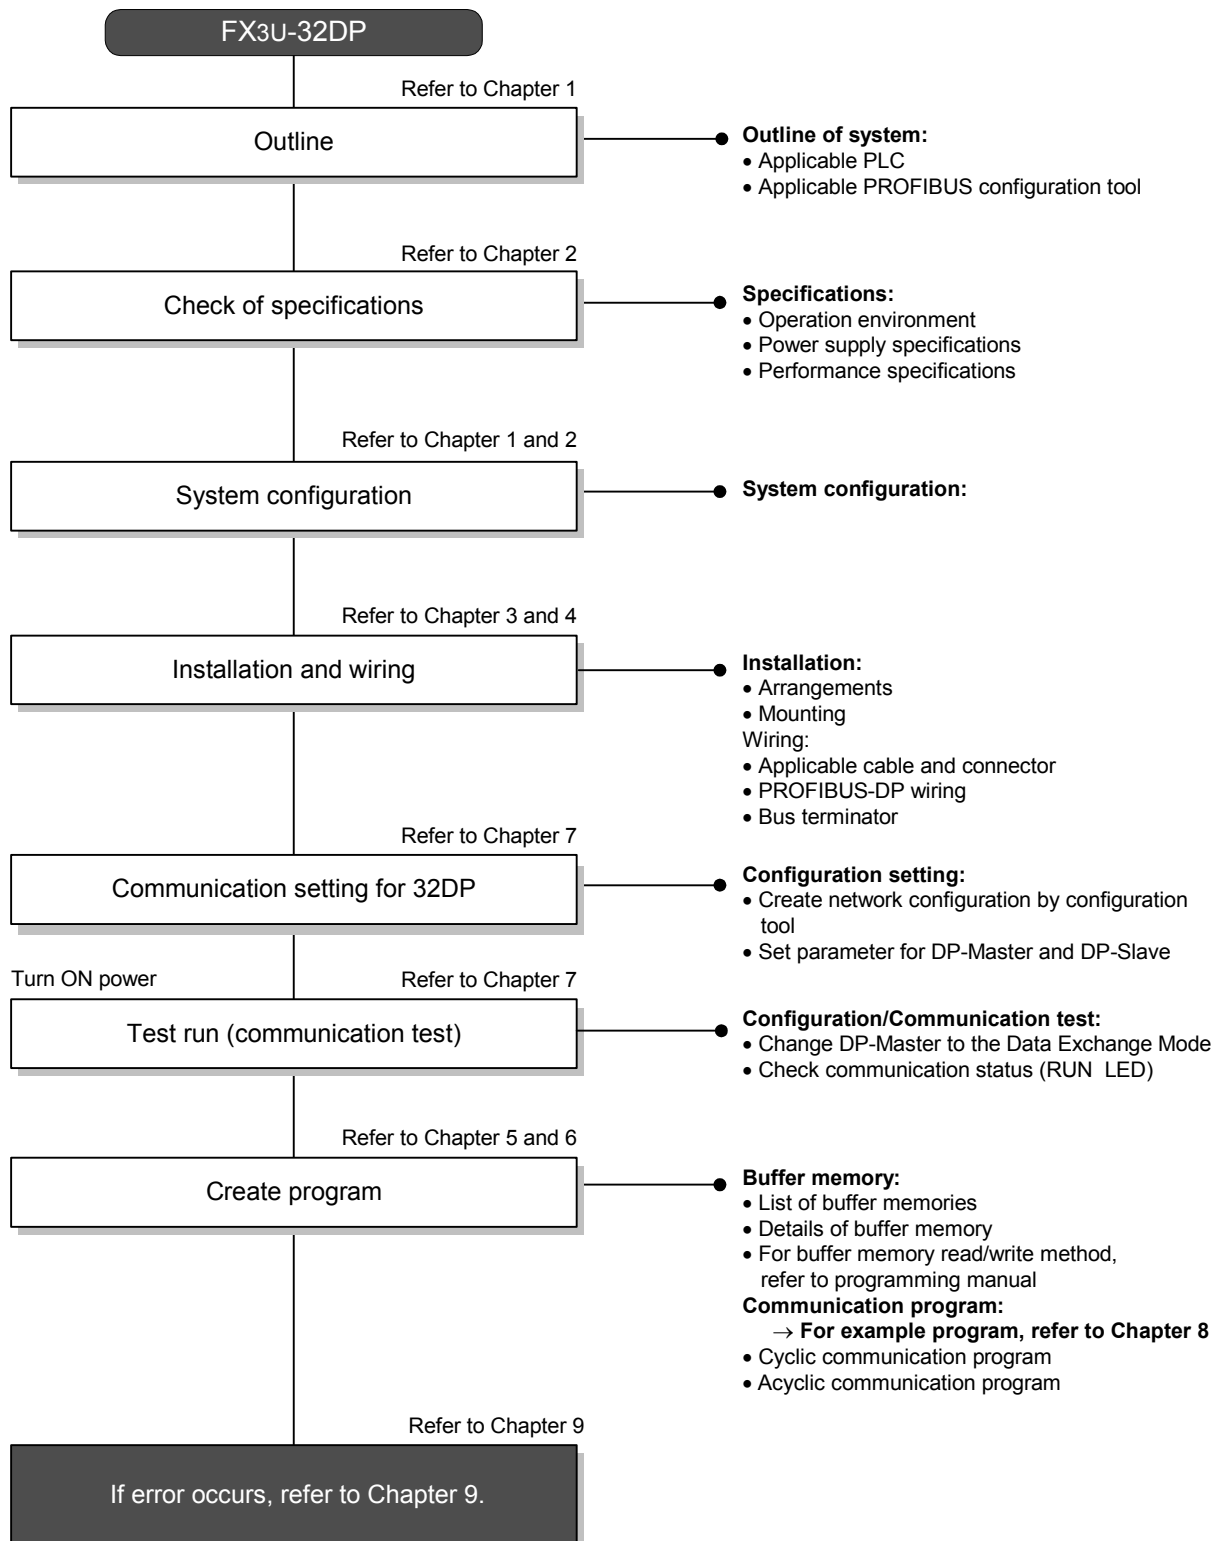 FX3U-32DP
Refer to Chapter 1
Outline
Outline of system:
• Applicable PLC
• Applicable PROFIBUS configuration tool
Refer to Chapter 2
Check of specifications
Specifications:
• Operation environment
• Power supply specifications
• Performance specifications
Refer to Chapter 1 and 2
System configuration
System configuration:
Refer to Chapter 3 and 4
Installation and wiring
Installation:
• Arrangements
• Mounting
Wiring:
• Applicable cable and connector
• PROFIBUS-DP wiring
• Bus terminator
Refer to Chapter 7
Communication setting for 32DP
Configuration setting:
• Create network configuration by configuration
tool
• Set parameter for DP-Master and DP-Slave
Turn ON power
Refer to Chapter 7
Test run (communication test)
Configuration/Communication test:
• Change DP-Master to the Data Exchange Mode
• Check communication status (RUN LED)
Refer to Chapter 5 and 6
Create program
Buffer memory:
• List of buffer memories
• Details of buffer memory
• For buffer memory read/write method,
refer to programming manual
Communication program:
→ For example program, refer to Chapter 8
• Cyclic communication program
• Acyclic communication program
Refer to Chapter 9
If error occurs, refer to Chapter 9.